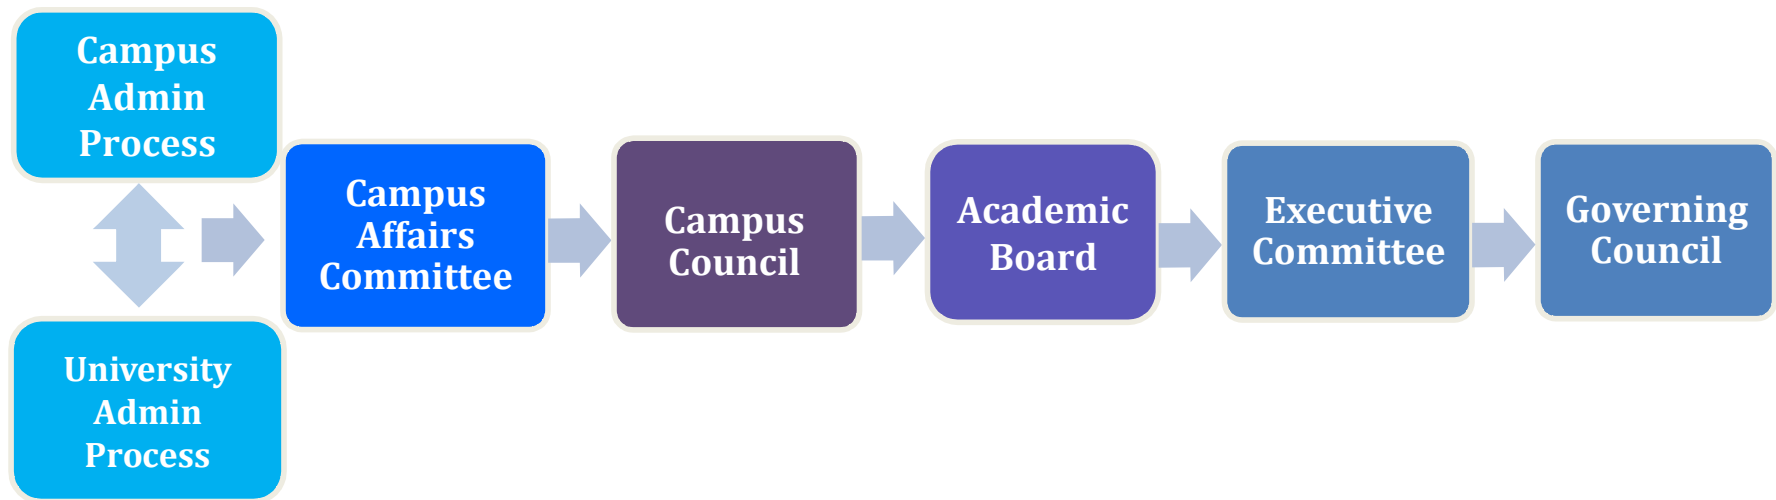 Campus
Admin
Process
University
Admin
Process
Campus
Affairs
Committee
Campus
Council
Academic
Board
Executive
Committee
Governing
Council